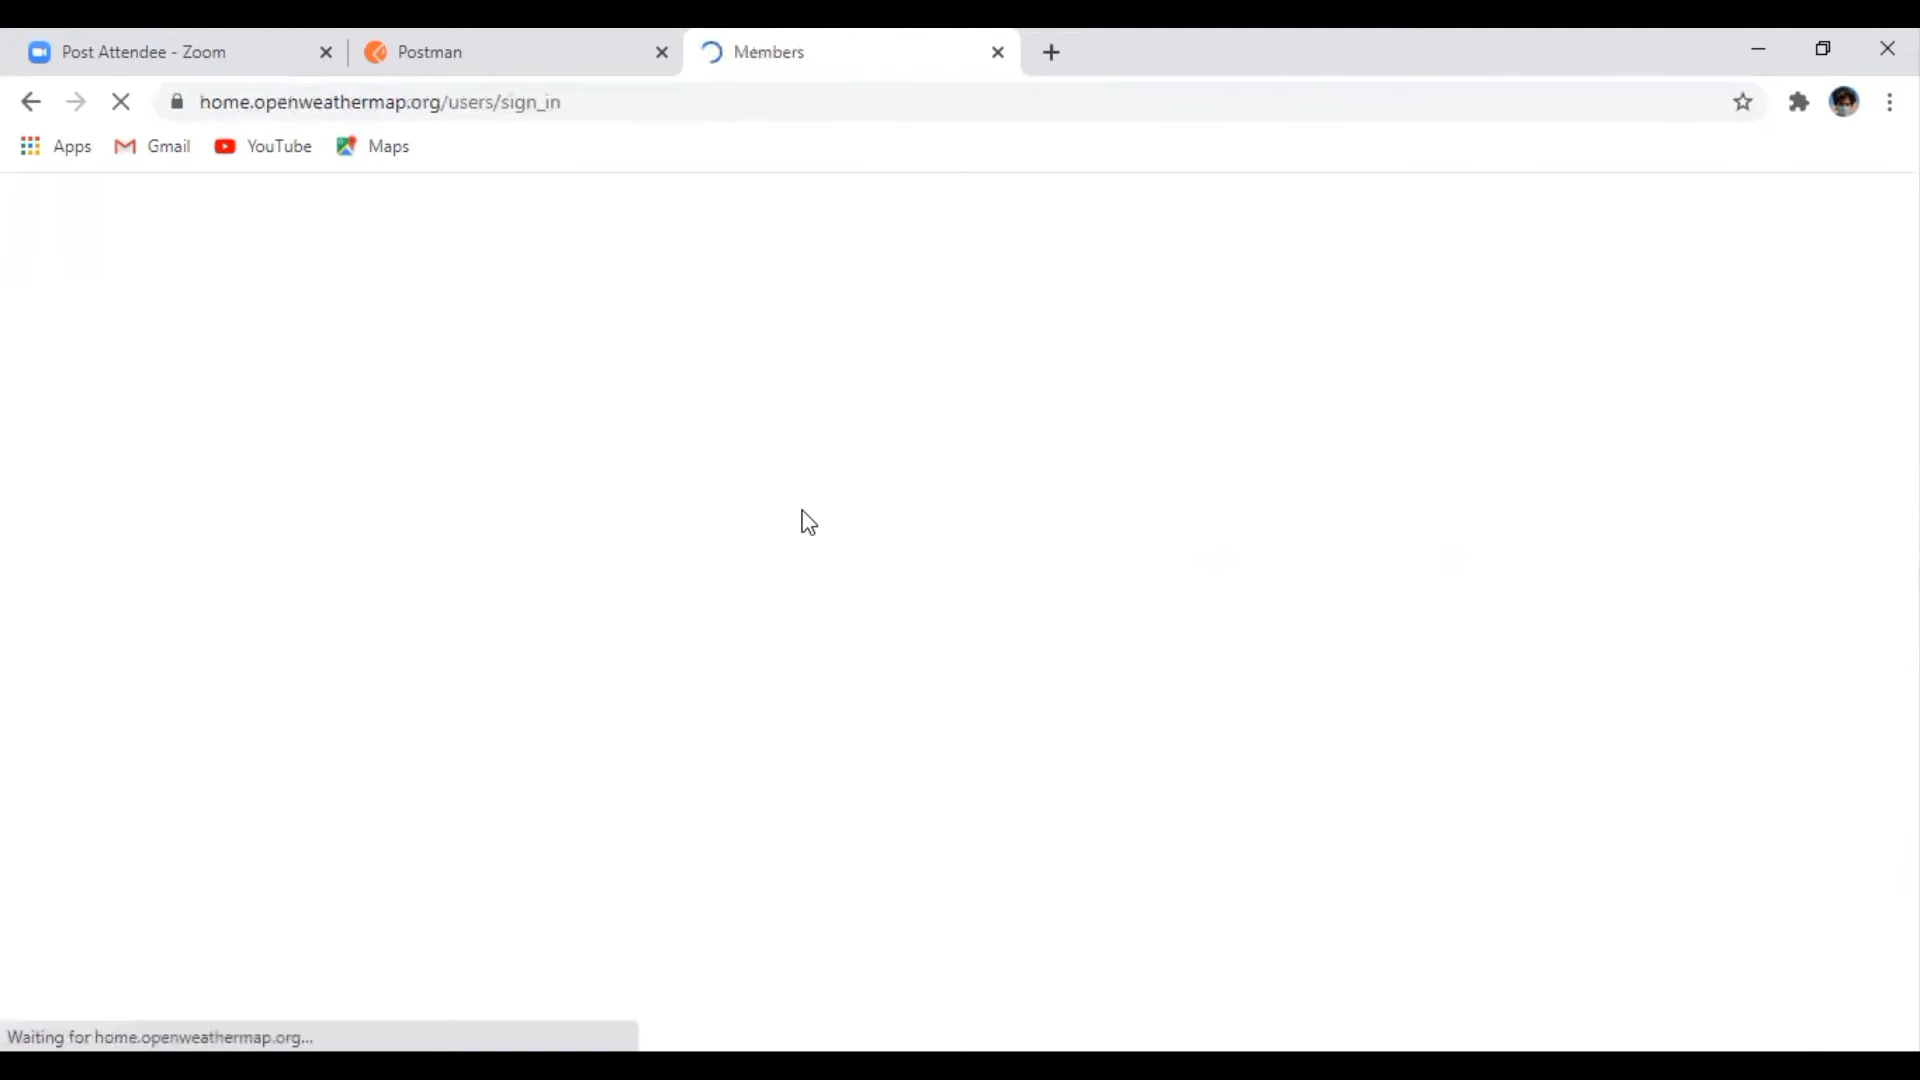 Post Attendee - Zoom
Postman
Members
home.openweathermap.org/users/sign_in
Apps
Gmail
YouTube
Maps
Waiting for home.openweathermap.org...